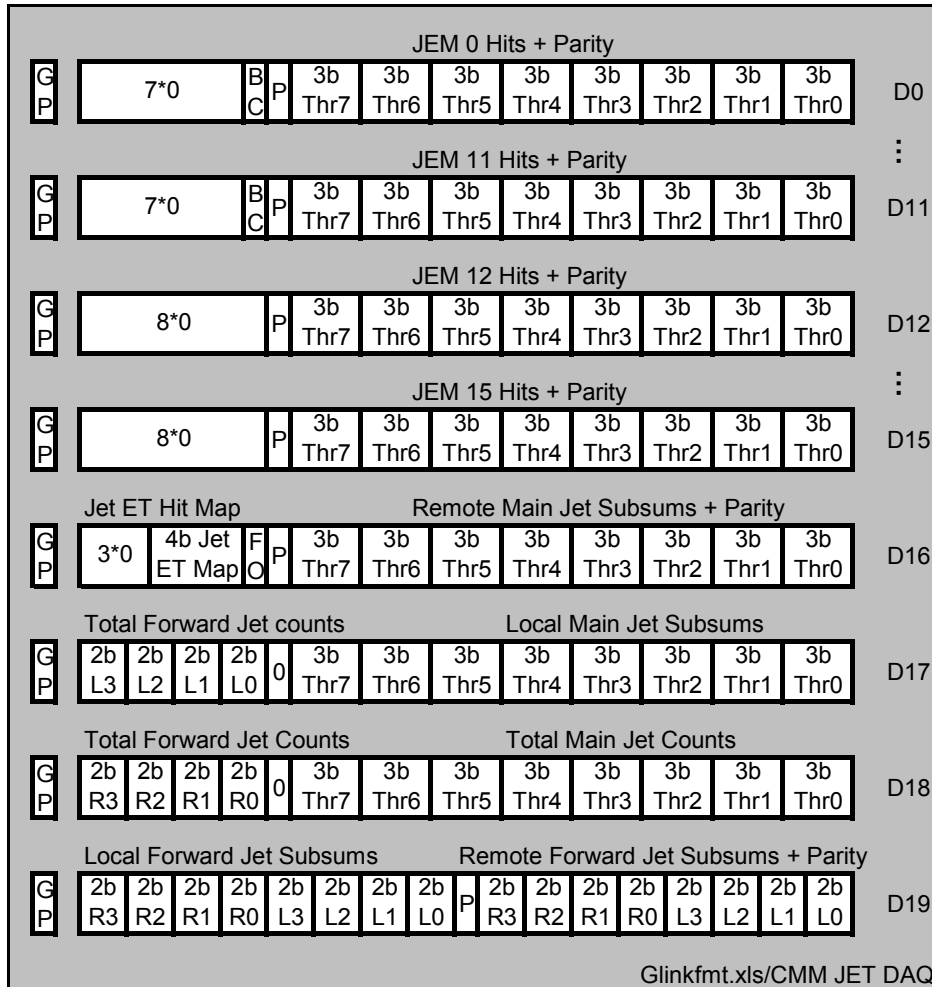 JEM 0 Hits + Parity
G 7*0 B P 3b 3b 3b 3b 3b 3b 3b 3b D0
P C Thr7 Thr6 Thr5 Thr4 Thr3 Thr2 Thr1 Thr0
...
JEM 11 Hits + Parity
G 7*0 B P 3b 3b 3b 3b 3b 3b 3b 3b D11
P C Thr7 Thr6 Thr5 Thr4 Thr3 Thr2 Thr1 Thr0
JEM 12 Hits + Parity
G 8*0 P 3b 3b 3b 3b 3b 3b 3b 3b D12
P Thr7 Thr6 Thr5 Thr4 Thr3 Thr2 Thr1 Thr0
...
JEM 15 Hits + Parity
G 8*0 P 3b 3b 3b 3b 3b 3b 3b 3b D15
P Thr7 Thr6 Thr5 Thr4 Thr3 Thr2 Thr1 Thr0
Jet ET Hit Map Remote Main Jet Subsums + Parity
G 3*0 4b Jet F P 3b 3b 3b 3b 3b 3b 3b 3b D16
P ET Map O Thr7 Thr6 Thr5 Thr4 Thr3 Thr2 Thr1 Thr0
Total Forward Jet counts Local Main Jet Subsums
G 2b 2b 2b 2b 0 3b 3b 3b 3b 3b 3b 3b 3b D17
P L3 L2 L1 L0 Thr7 Thr6 Thr5 Thr4 Thr3 Thr2 Thr1 Thr0
Total Forward Jet Counts Total Main Jet Counts
G 2b 2b 2b 2b 0 3b 3b 3b 3b 3b 3b 3b 3b D18
P R3 R2 R1 R0 Thr7 Thr6 Thr5 Thr4 Thr3 Thr2 Thr1 Thr0
Local Forward Jet Subsums Remote Forward Jet Subsums + Parity
G 2b 2b 2b 2b 2b 2b 2b 2b P 2b 2b 2b 2b 2b 2b 2b 2b D19
P R3 R2 R1 R0 L3 L2 L1 L0 R3 R2 R1 R0 L3 L2 L1 L0
Glinkfmt.xls/CMM JET DAQ